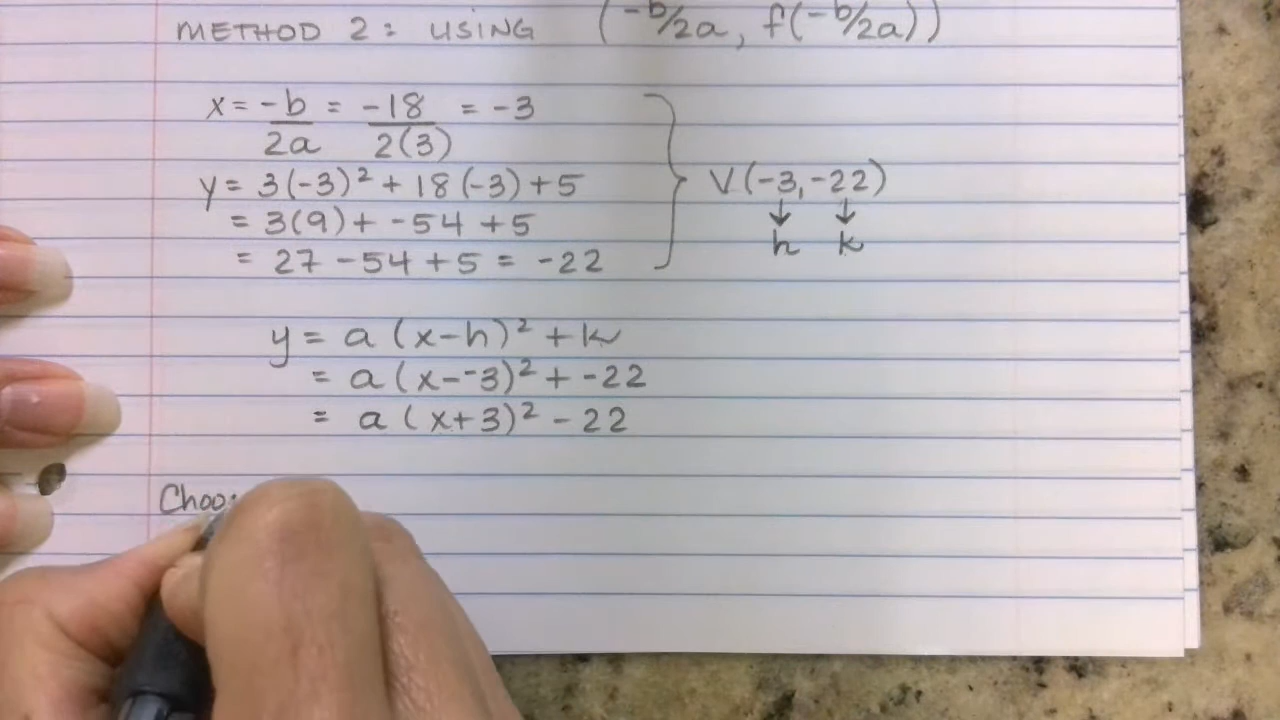 METHOD 2: USING (-b/2a, f(-b/2a))
x = -b/2a = -18/2(3) = -3
y = 3(-3)² + 18(-3) + 5
= 3(9) + -54 + 5
= 27 - 54 + 5 = -22
V(-3, -22)
↓ ↓
h k
y = a (x-h)² + k
= a (x--3)² + -22
= a (x+3)² - 22